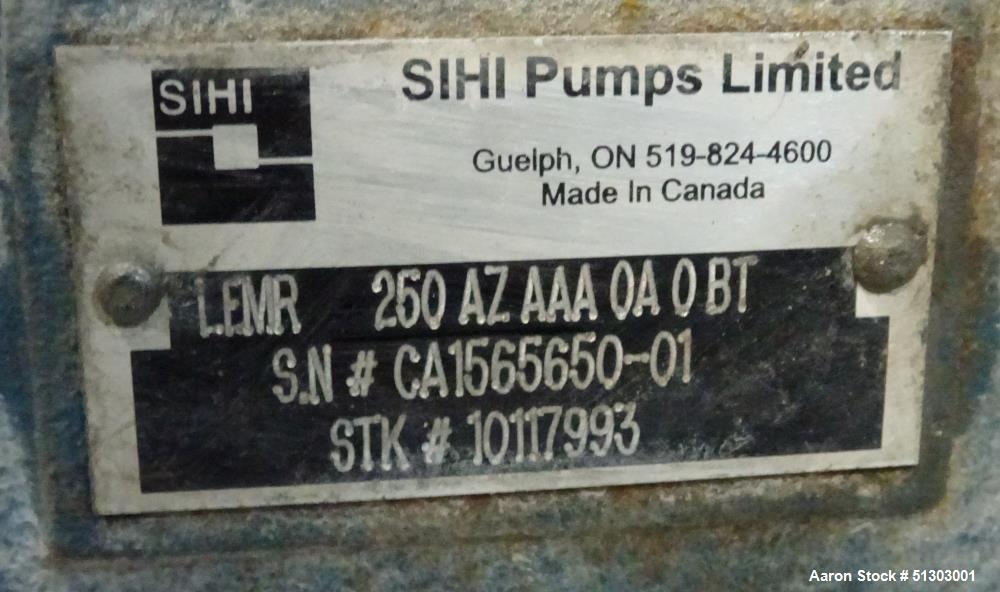 SIHI
SIHI Pumps Limited
Guelph, ON 519-824-4600
Made In Canada
LEMR 250 AZ AAA 0A 0 BT
S.N # CA1565650-01
STK # 10117993
Aaron Stock # 51303001